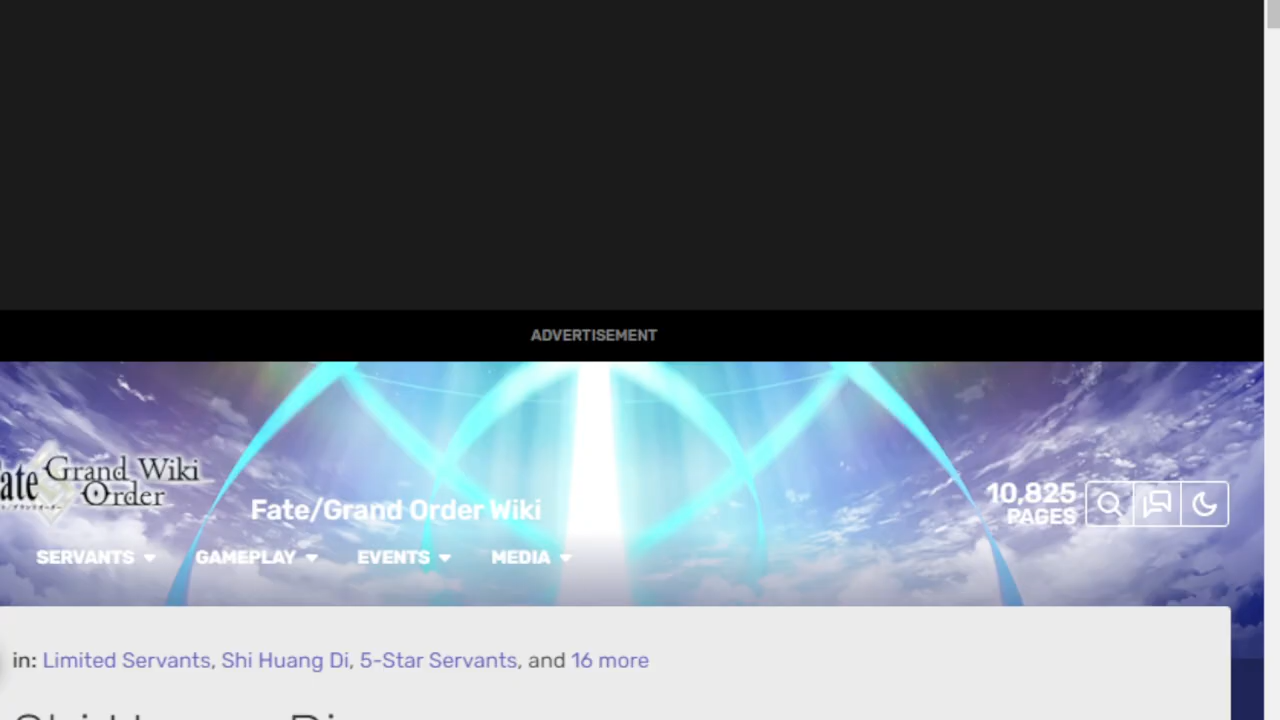 ADVERTISEMENT
ate Grand Wiki
Order
Fate/Grand Order Wiki
10,825
PAGES
SERVANTS
GAMEPLAY
EVENTS
MEDIA
in: Limited Servants, Shi Huang Di, 5-Star Servants, and 16 more